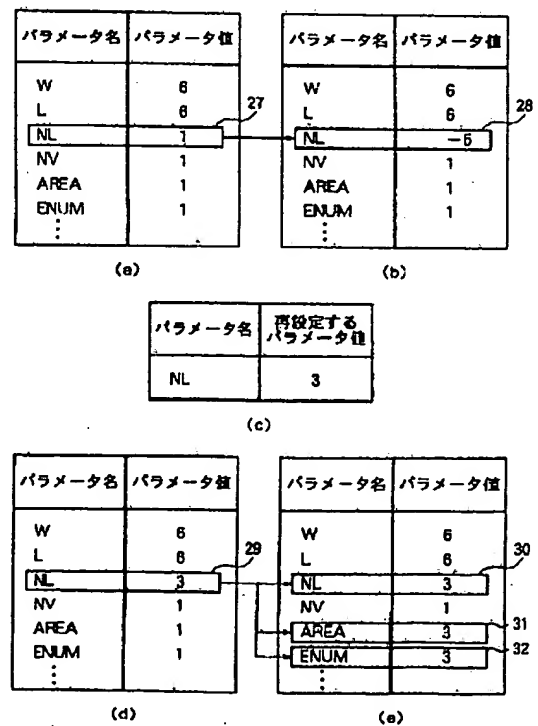 パラメータ名 パラメータ値
W 6
L 6
NL 1
NV 1
AREA 1
ENUM 1
27
(a)
パラメータ名 パラメータ値
W 6
L 6
NL −5
NV 1
AREA 1
ENUM 1
28
(b)
パラメータ名 再設定する
パラメータ値
NL 3
(c)
パラメータ名 パラメータ値
W 6
L 6
NL 3
NV 1
AREA 1
ENUM 1
29
(d)
パラメータ名 パラメータ値
W 6
L 6
NL 3
NV 1
AREA 3
ENUM 3
30
31
32
(e)